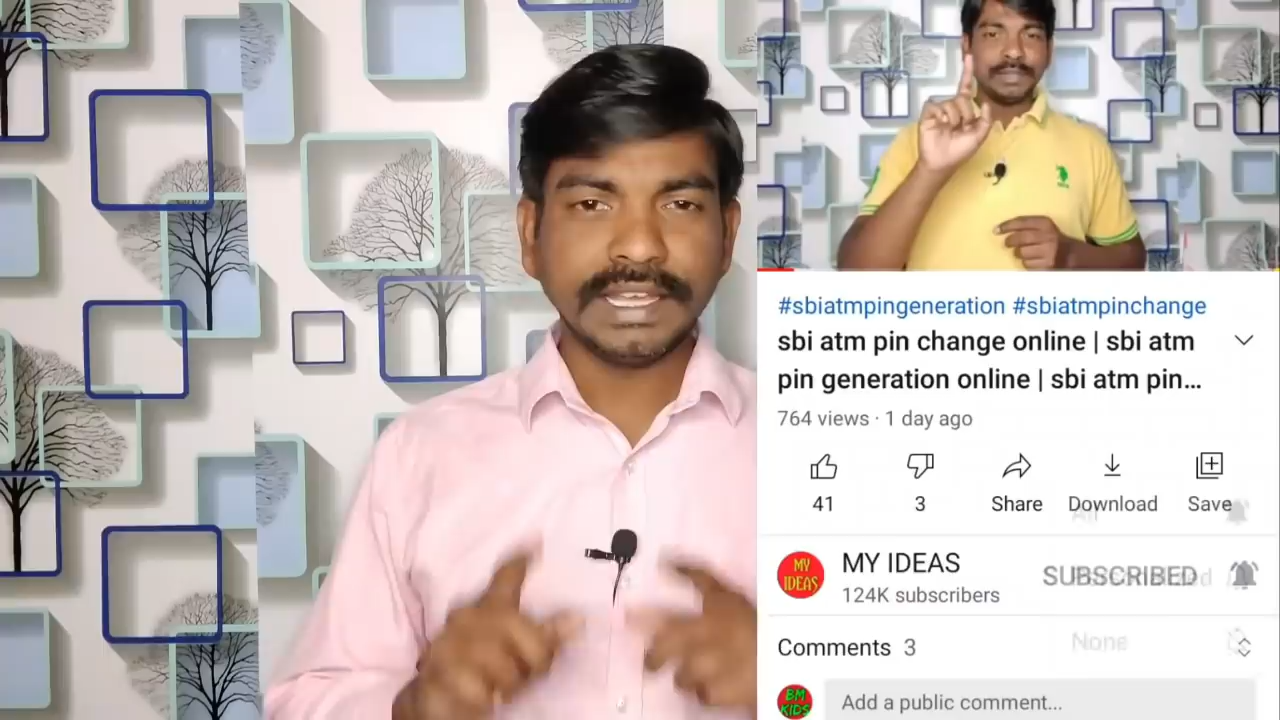 #sbiatmpingeneration #sbiatmpinchange
sbi atm pin change online | sbi atm
pin generation online | sbi atm pin...
764 views · 1 day ago
41
3
Share
Download
Save
All
MY IDEAS
MY IDEAS
124K subscribers
SUBSCRIBED
None
Comments 3
BM KIDS
Add a public comment...